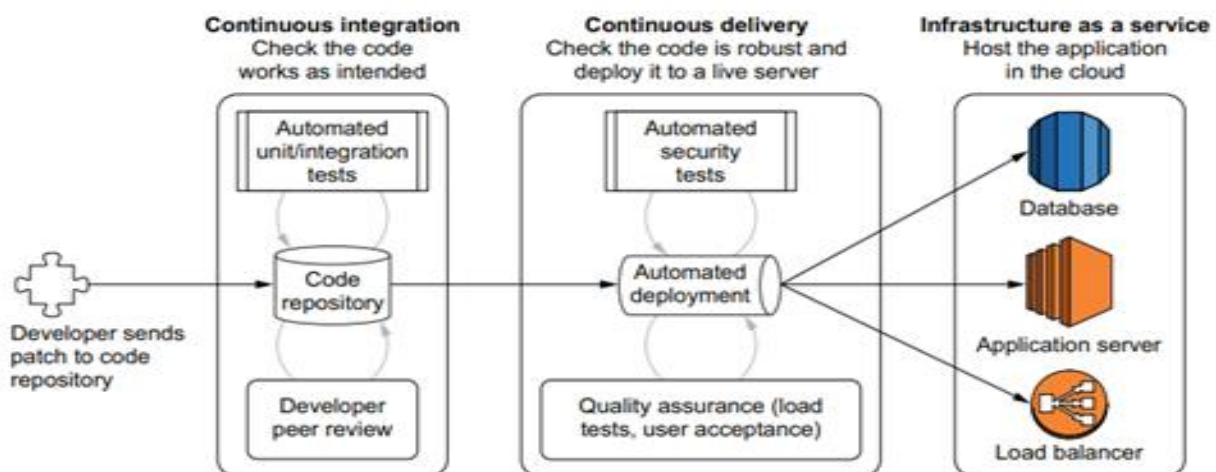 Continuous integration
Check the code
works as intended
Continuous delivery
Check the code is robust and
deploy it to a live server
Infrastructure as a service
Host the application
in the cloud
Automated
unit/integration
tests
Automated
security
tests
Database
Code
repository
Automated
deployment
Developer sends
patch to code
repository
Application server
Developer
peer review
Quality assurance (load
tests, user acceptance)
Load balancer